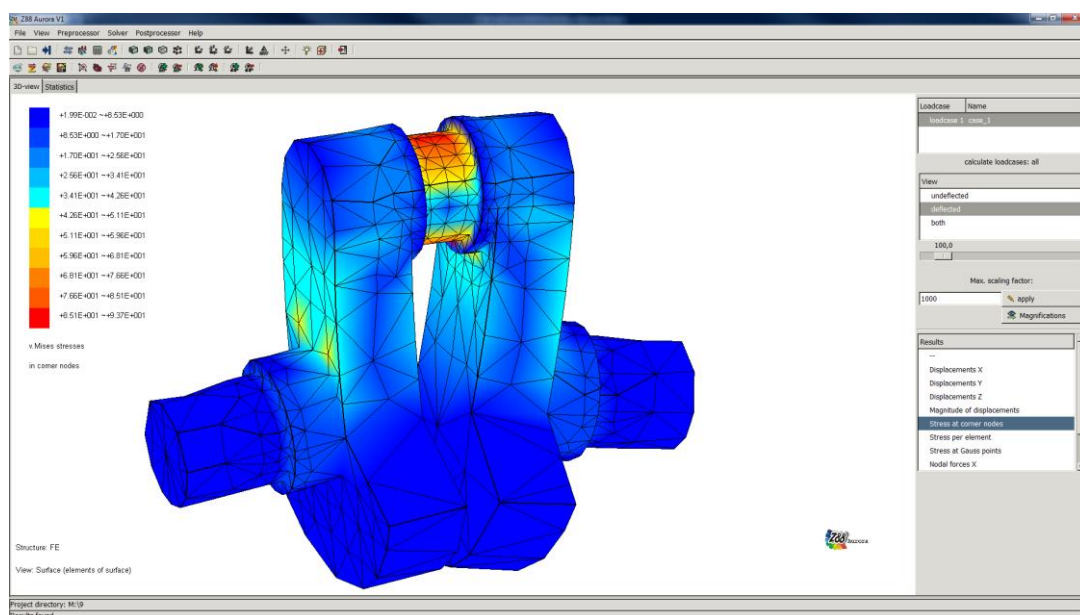 Z88 Aurora V1
File View Preprocessor Solver Postprocessor Help
3D-view Statistics
+1.99E-002 ~+8.53E+000
+8.53E+000 ~+1.70E+001
+1.70E+001 ~+2.56E+001
+2.56E+001 ~+3.41E+001
+3.41E+001 ~+4.26E+001
+4.26E+001 ~+5.11E+001
+5.11E+001 ~+5.96E+001
+5.96E+001 ~+6.81E+001
+6.81E+001 ~+7.66E+001
+7.66E+001 ~+8.51E+001
+8.51E+001 ~+9.37E+001
v.Mises stresses
in corner nodes
Structure: FE
View: Surface (elements of surface)
Z88 Aurora
Loadcase Name
loadcase 1 case_1
calculate loadcases: all
View
undeflected
deflected
both
100,0
Max. scaling factor:
1000 apply
Magnifications
Results
--
Displacements X
Displacements Y
Displacements Z
Magnitude of displacements
Stress at corner nodes
Stress per element
Stress at Gauss points
Nodal forces X
Project directory: M:\9
Results found